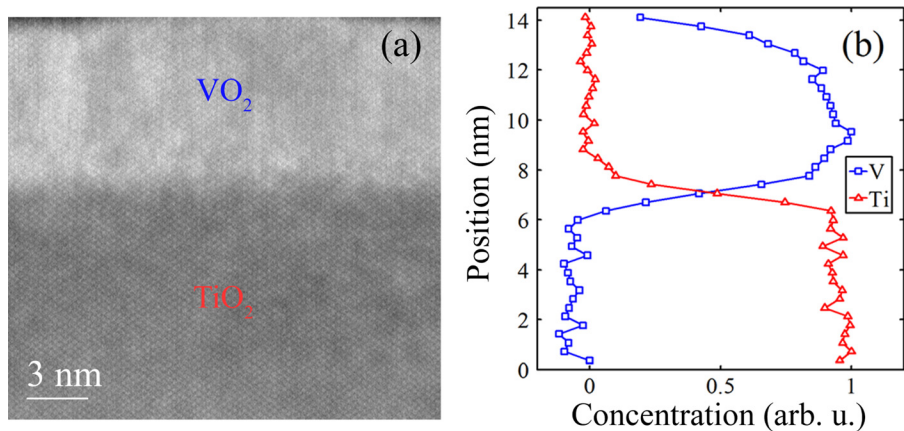 (a)
VO₂
TiO₂
3 nm
(b)
Position (nm)
14
12
10
8
6
4
2
0
V
Ti
0
0.5
1
Concentration (arb. u.)